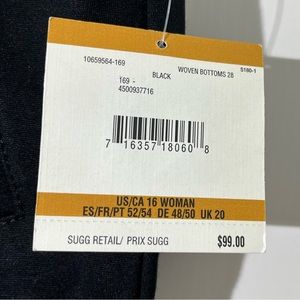 10659564-169 BLACK WOVEN BOTTOMS 28 S180-1
169 -
4500937716
7 16357 18060 8
US/CA 16 WOMAN
ES/FR/PT 52/54 DE 48/50 UK 20
SUGG RETAIL/ PRIX SUGG $99.00